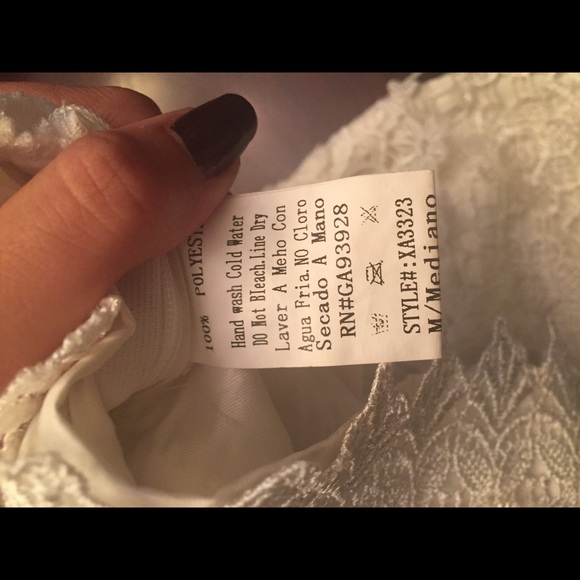 100% POLYES
Hand wash Cold Water
DO Not Bleach.Line Dry
Laver A Meho Con
Agua Fria.NO Cloro
Secado A Mano
RN#GA93928
STYLE#:XA3323
M/Mediano